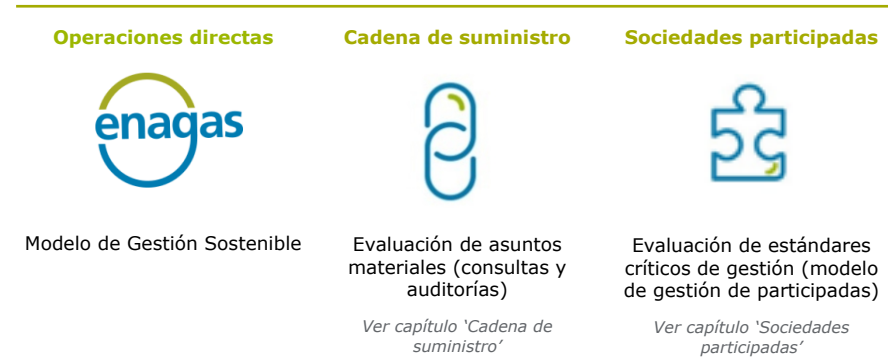 Operaciones directas
Cadena de suministro
Sociedades participadas
enagas
Modelo de Gestión Sostenible
Evaluación de asuntos
materiales (consultas y
auditorías)
Ver capítulo ‘Cadena de
suministro’
Evaluación de estándares
críticos de gestión (modelo
de gestión de participadas)
Ver capítulo ‘Sociedades
participadas’